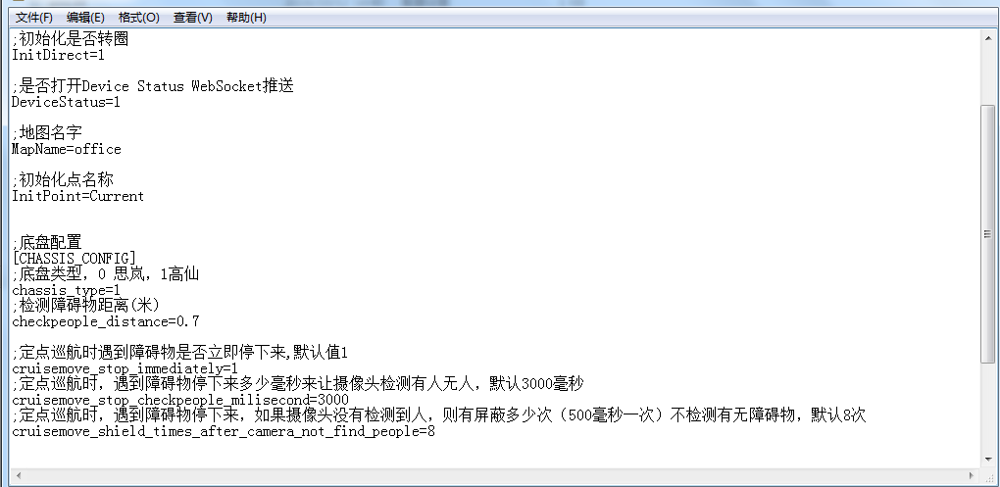 文件(F) 编辑(E) 格式(O) 查看(V) 帮助(H)
;初始化是否转圈
InitDirect=1
;是否打开Device Status WebSocket推送
DeviceStatus=1
;地图名字
MapName=office
;初始化点名称
InitPoint=Current
;底盘配置
[CHASSIS_CONFIG]
;底盘类型，0 思岚，1高仙
chassis_type=1
;检测障碍物距离(米)
checkpeople_distance=0.7
;定点巡航时遇到障碍物是否立即停下来,默认值1
cruisemove_stop_immediately=1
;定点巡航时，遇到障碍物停下来多少毫秒来让摄像头检测有人无人，默认3000毫秒
cruisemove_stop_checkpeople_milisecond=3000
;定点巡航时，遇到障碍物停下来，如果摄像头没有检测到人，则有屏蔽多少次（500毫秒一次）不检测有无障碍物，默认8次
cruisemove_shield_times_after_camera_not_find_people=8